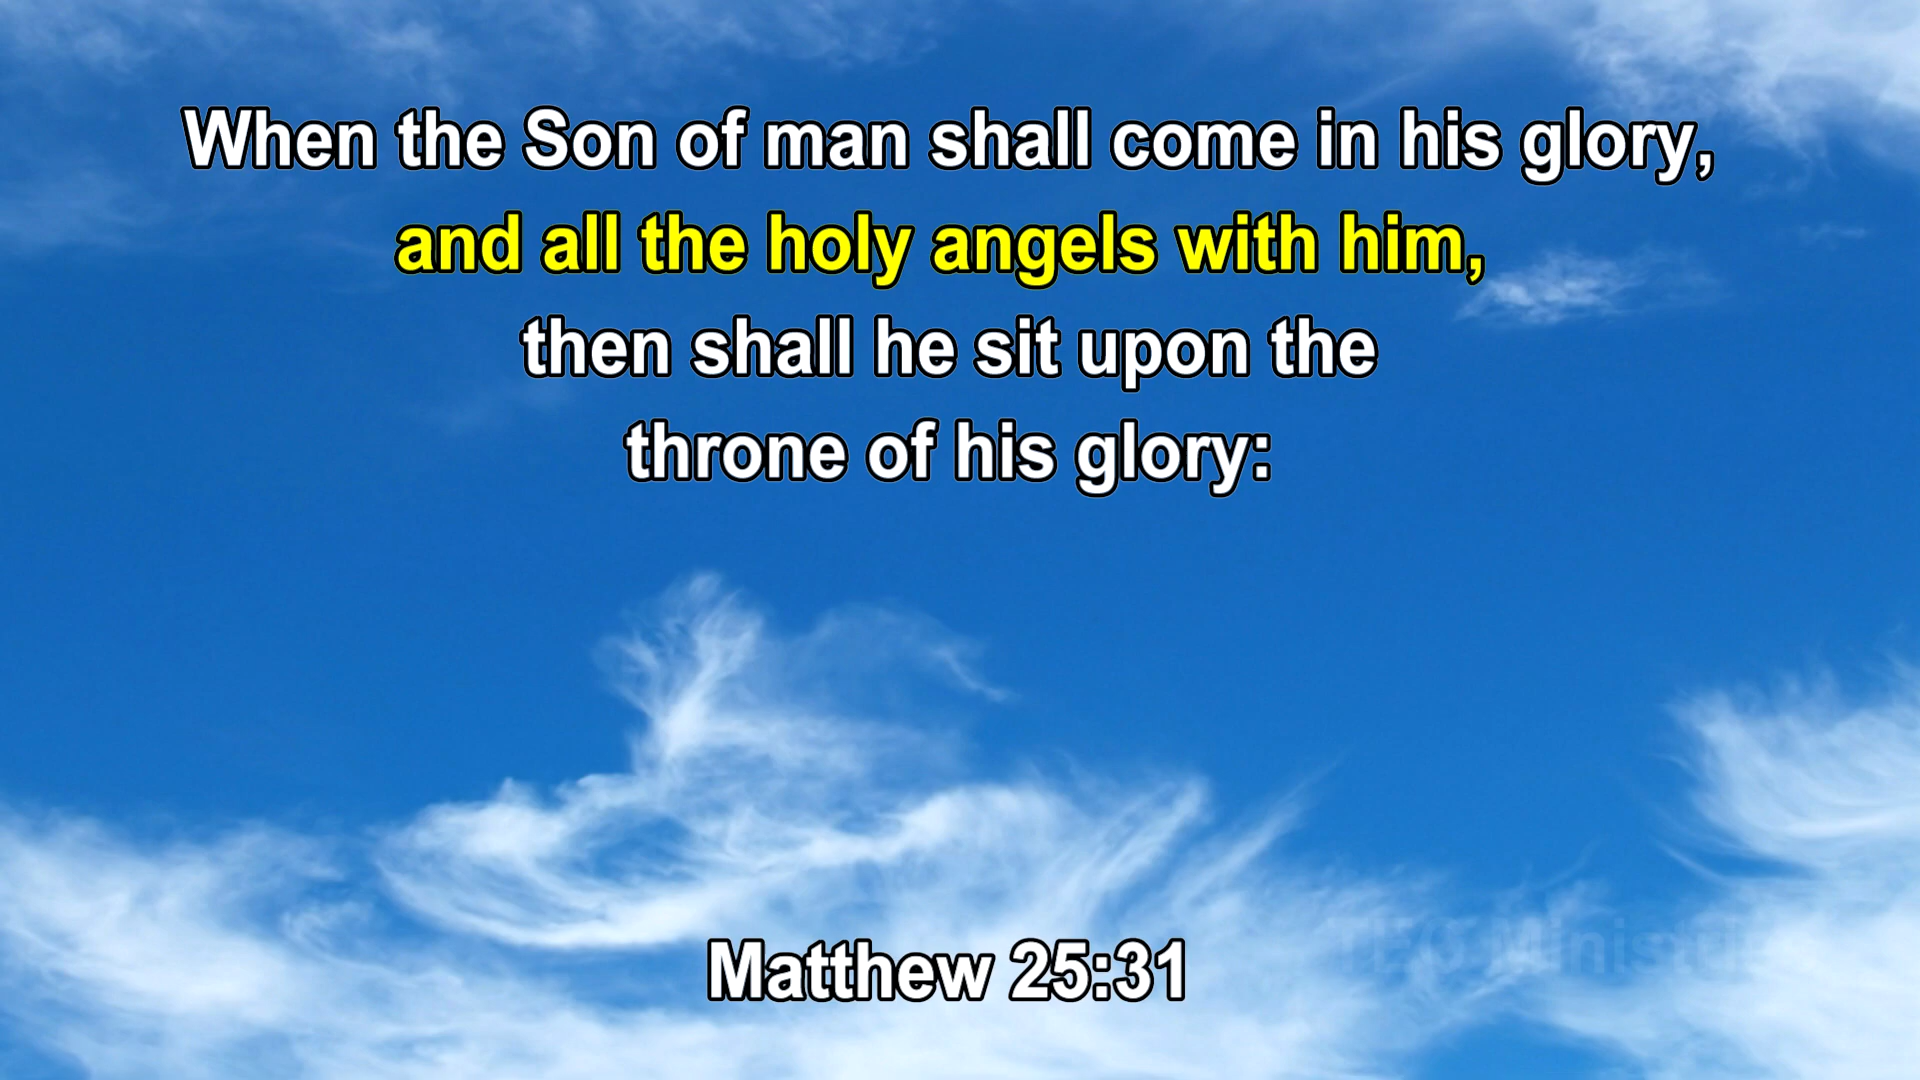 When the Son of man shall come in his glory,
and all the holy angels with him,
then shall he sit upon the
throne of his glory:
Matthew 25:31